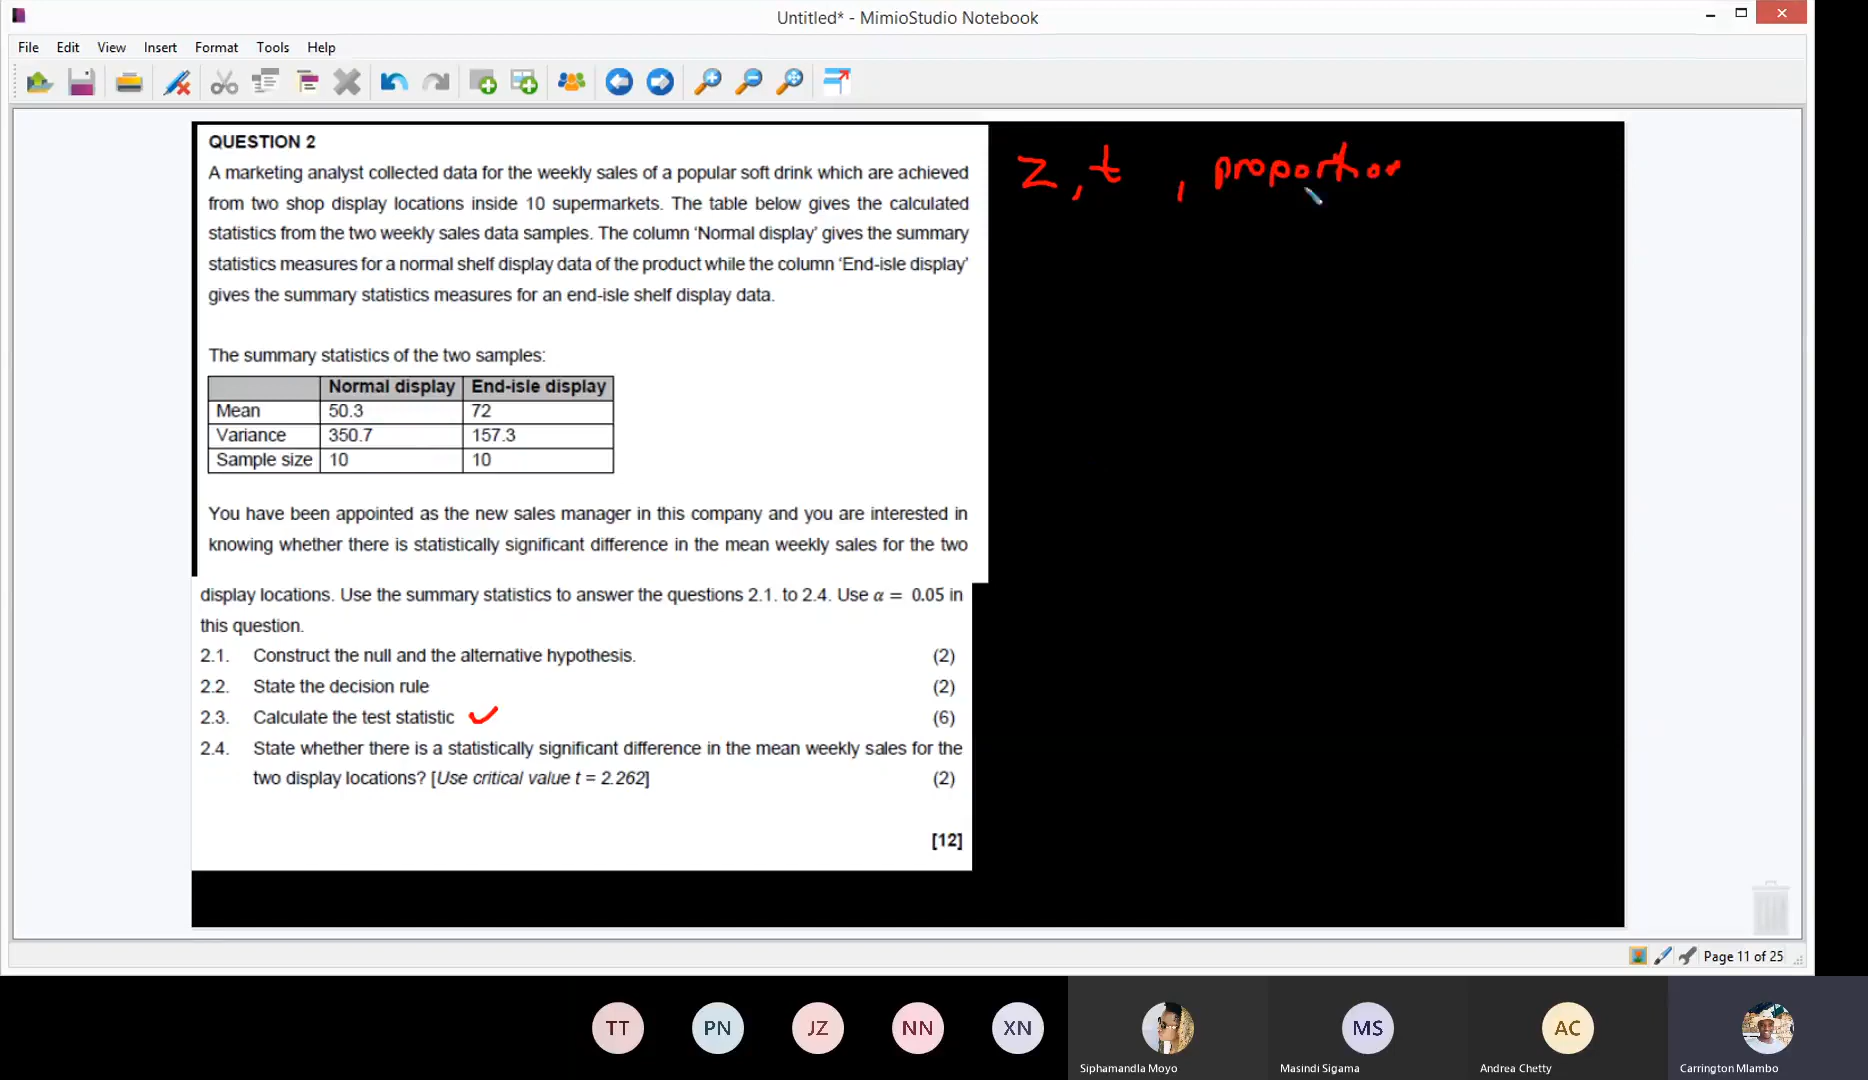 Untitled* - MimioStudio Notebook
File Edit View Insert Format Tools Help
QUESTION 2
A marketing analyst collected data for the weekly sales of a popular soft drink which are achieved
from two shop display locations inside 10 supermarkets. The table below gives the calculated
statistics from the two weekly sales data samples. The column ‘Normal display’ gives the summary
statistics measures for a normal shelf display data of the product while the column ‘End-isle display’
gives the summary statistics measures for an end-isle shelf display data.
The summary statistics of the two samples:
Normal display End-isle display
Mean 50.3 72
Variance 350.7 157.3
Sample size 10 10
You have been appointed as the new sales manager in this company and you are interested in
knowing whether there is statistically significant difference in the mean weekly sales for the two
display locations. Use the summary statistics to answer the questions 2.1. to 2.4. Use α = 0.05 in
this question.
2.1. Construct the null and the alternative hypothesis. (2)
2.2. State the decision rule (2)
2.3. Calculate the test statistic (6)
2.4. State whether there is a statistically significant difference in the mean weekly sales for the
two display locations? [Use critical value t = 2.262] (2)
[12]
z, t , proportion
Page 11 of 25
TT PN JZ NN XN MS AC
Siphamandla Moyo Masindi Sigama Andrea Chetty Carrington Mlambo